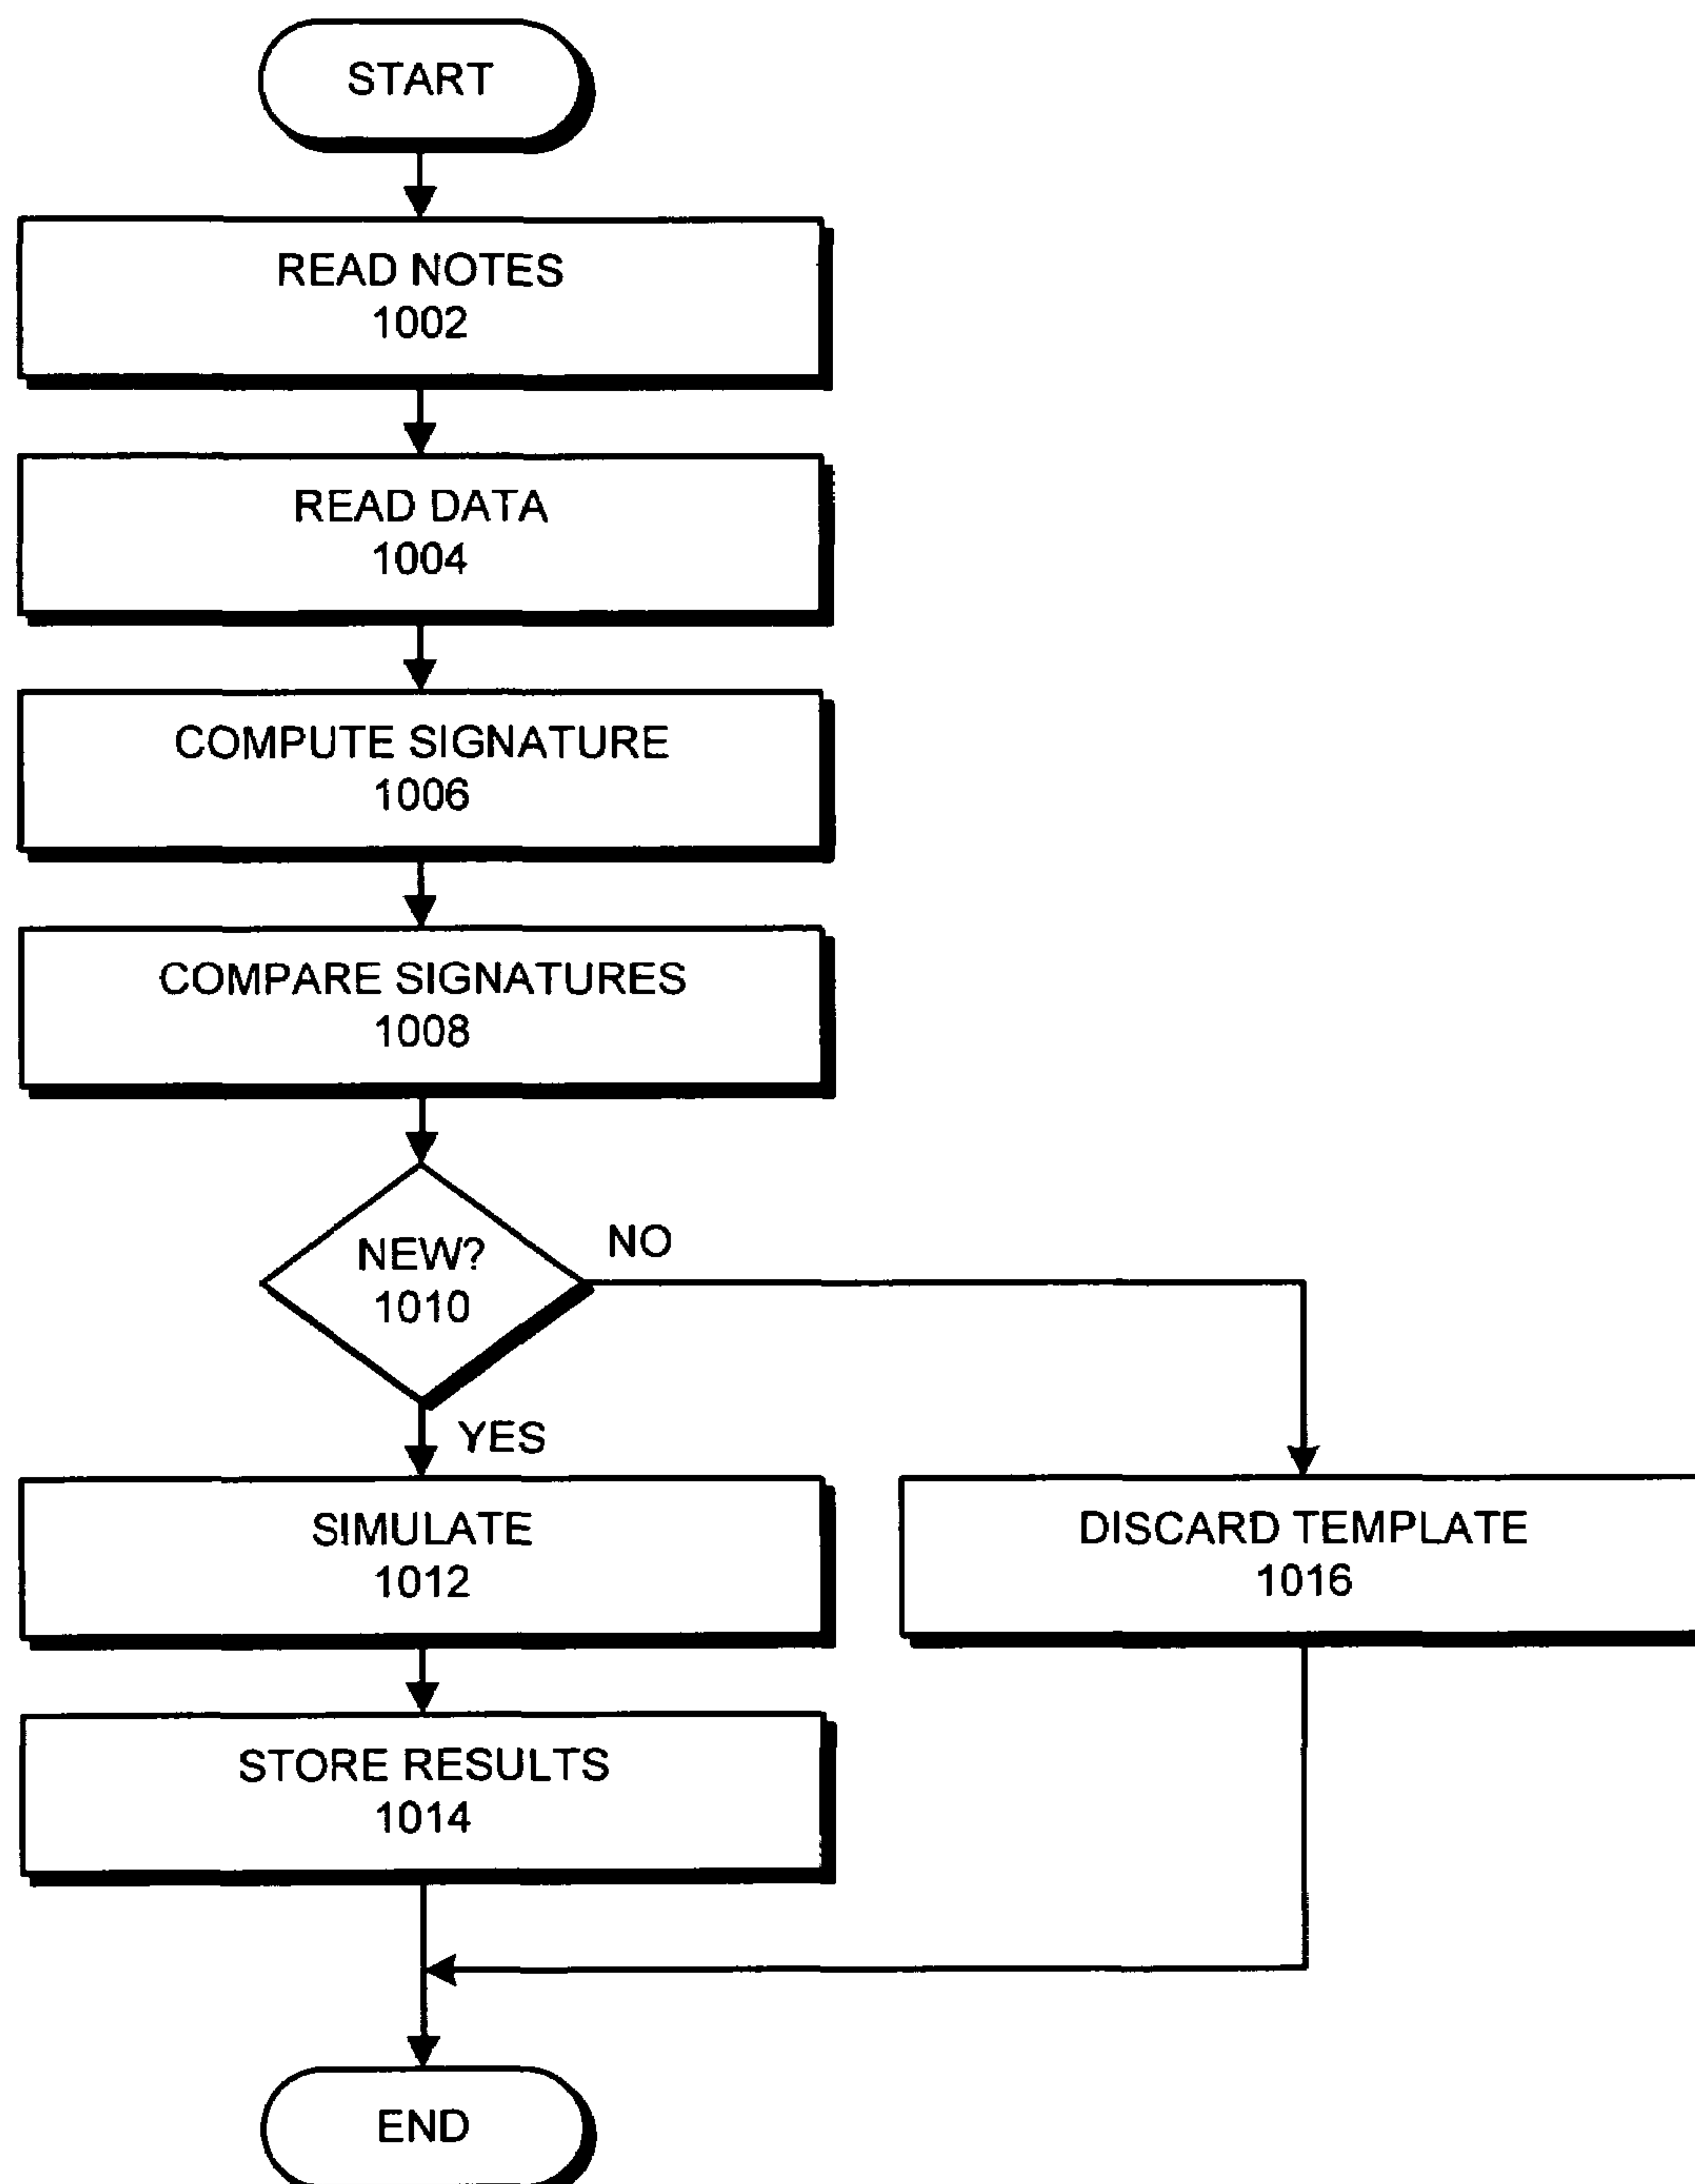 START
READ NOTES
1002
READ DATA
1004
COMPUTE SIGNATURE
1006
COMPARE SIGNATURES
1008
NEW?
1010
NO
YES
SIMULATE
1012
DISCARD TEMPLATE
1016
STORE RESULTS
1014
END